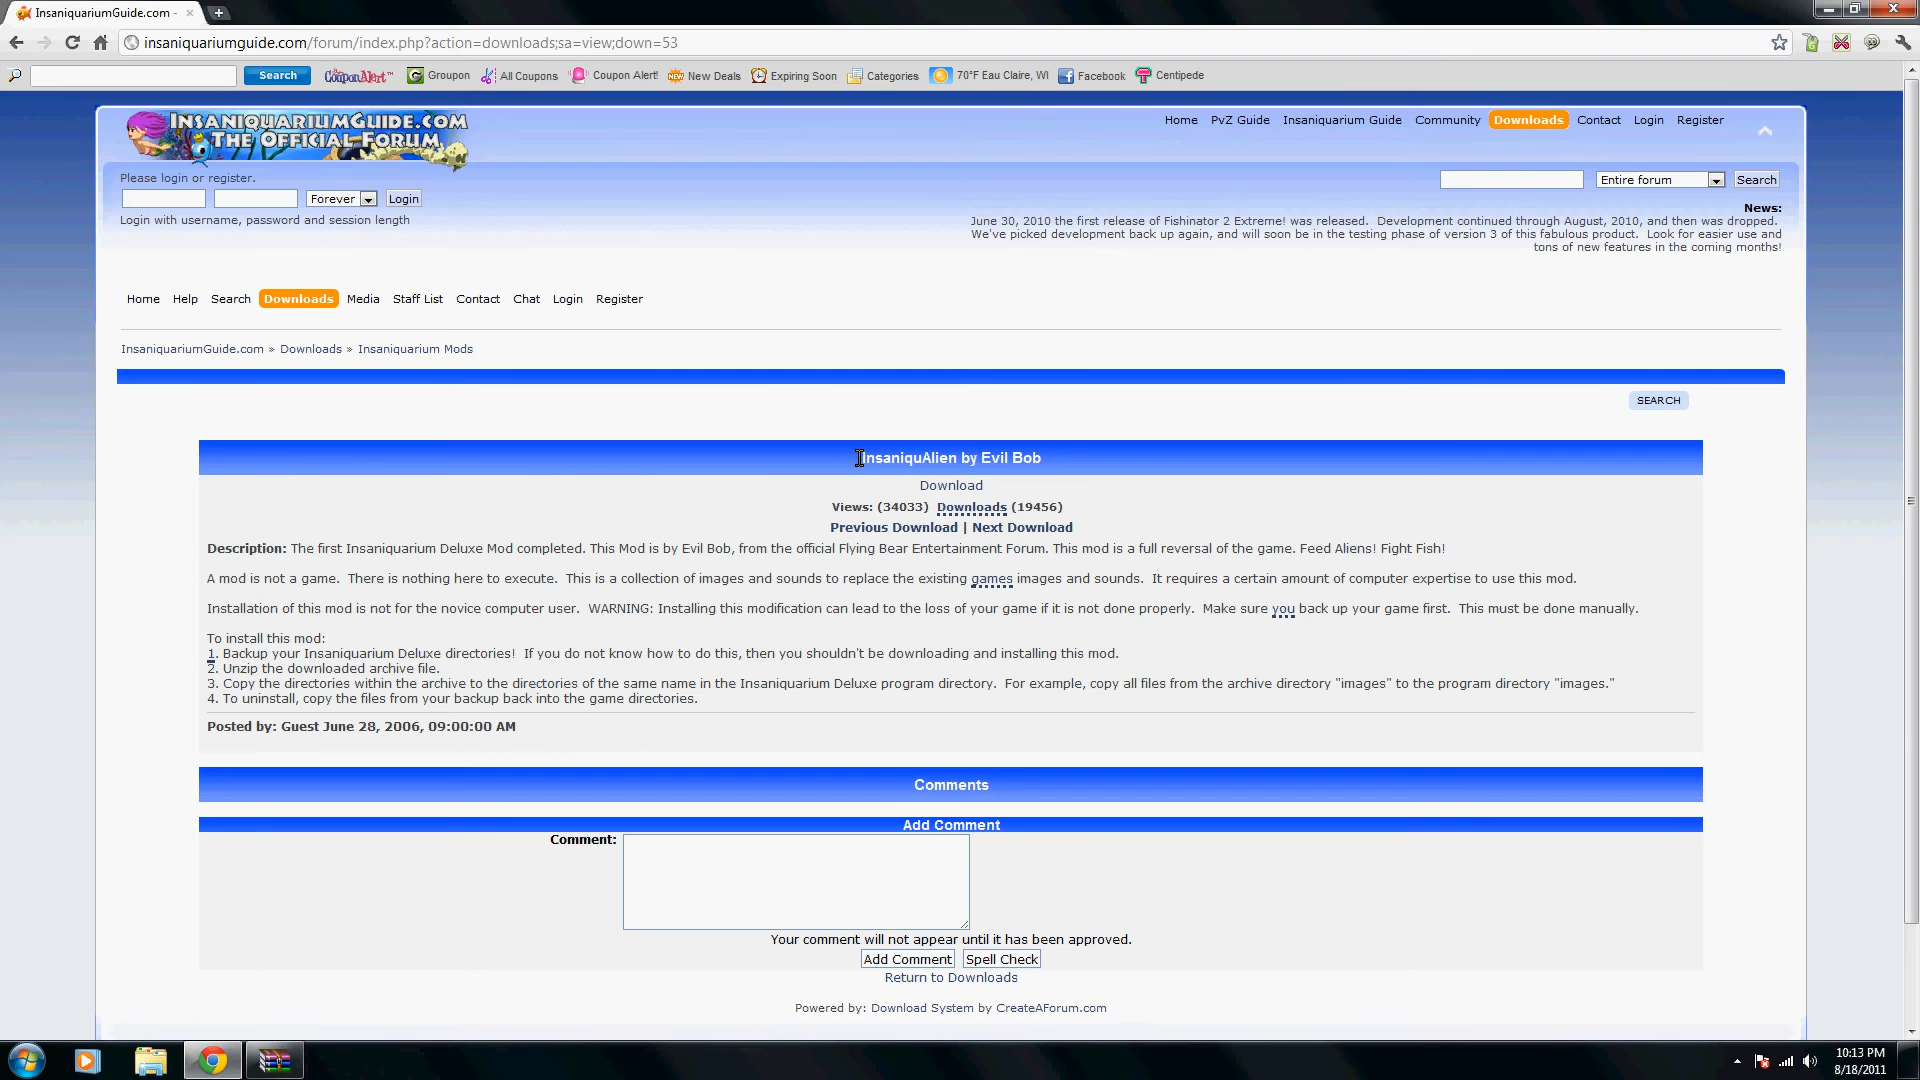 InsaniquariumGuide.com -
insaniquariumguide.com/forum/index.php?action=downloads;sa=view;down=53
Search CouponAlert™ Groupon All Coupons Coupon Alert! New Deals Expiring Soon Categories 70°F Eau Claire, WI Facebook Centipede
INSANIQUARIUMGUIDE.COM
THE OFFICIAL FORUM
Home PvZ Guide Insaniquarium Guide Community Downloads Contact Login Register
Please login or register.
Forever Login
Login with username, password and session length
Entire forum Search
News:
June 30, 2010 the first release of Fishinator 2 Extreme! was released. Development continued through August, 2010, and then was dropped.
We've picked development back up again, and will soon be in the testing phase of version 3 of this fabulous product. Look for easier use and
tons of new features in the coming months!
Home Help Search Downloads Media Staff List Contact Chat Login Register
InsaniquariumGuide.com » Downloads » Insaniquarium Mods
SEARCH
InsaniquAlien by Evil Bob
Download
Views: (34033) Downloads (19456)
Previous Download | Next Download
Description: The first Insaniquarium Deluxe Mod completed. This Mod is by Evil Bob, from the official Flying Bear Entertainment Forum. This mod is a full reversal of the game. Feed Aliens! Fight Fish!
A mod is not a game. There is nothing here to execute. This is a collection of images and sounds to replace the existing games images and sounds. It requires a certain amount of computer expertise to use this mod.
Installation of this mod is not for the novice computer user. WARNING: Installing this modification can lead to the loss of your game if it is not done properly. Make sure you back up your game first. This must be done manually.
To install this mod:
1. Backup your Insaniquarium Deluxe directories! If you do not know how to do this, then you shouldn't be downloading and installing this mod.
2. Unzip the downloaded archive file.
3. Copy the directories within the archive to the directories of the same name in the Insaniquarium Deluxe program directory. For example, copy all files from the archive directory "images" to the program directory "images."
4. To uninstall, copy the files from your backup back into the game directories.
Posted by: Guest June 28, 2006, 09:00:00 AM
Comments
Add Comment
Comment:
Your comment will not appear until it has been approved.
Add Comment Spell Check
Return to Downloads
Powered by: Download System by CreateAForum.com
10:13 PM
8/18/2011